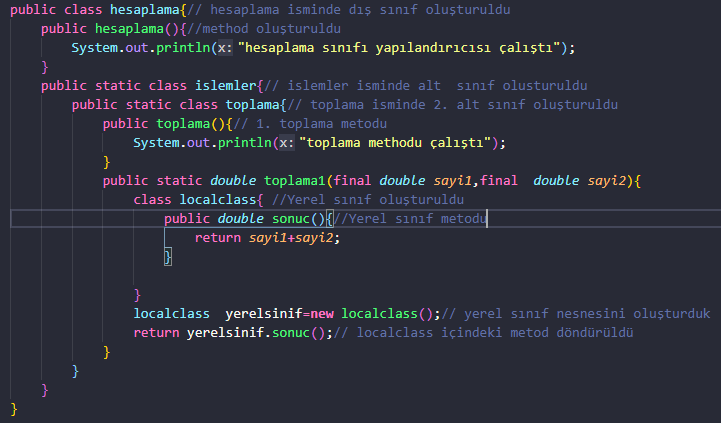 public class hesaplama{// hesaplama isminde dış sınıf oluşturuldu
public hesaplama(){//method oluşturuldu
System.out.println(x:"hesaplama sınıfı yapılandırıcısı çalıştı");
}
public static class islemler{// islemler isminde alt  sınıf olusturuldu
public static class toplama{// toplama isminde 2. alt sınıf oluşturuldu
public toplama(){// 1. toplama metodu
System.out.println(x:"toplama methodu çalıştı");
}
public static double toplama1(final double sayi1,final  double sayi2){
class localclass{ //Yerel sınıf oluşturuldu
public double sonuc(){//Yerel sınıf metodu
return sayi1+sayi2;
}
}
localclass  yerelsinif=new localclass();// yerel sınıf nesnesini oluşturduk
return yerelsinif.sonuc();// localclass içindeki metod döndürüldü
}
}
}
}